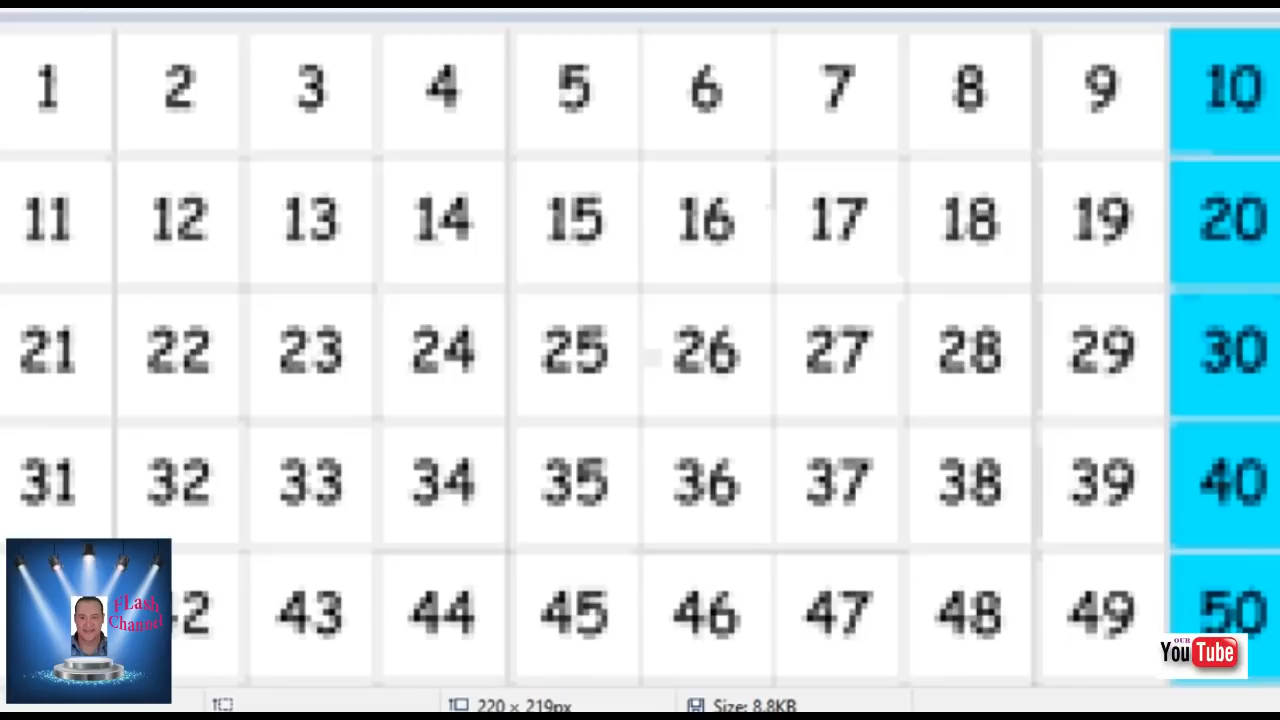 1 2 3 4 5 6 7 8 9 10
11 12 13 14 15 16 17 18 19 20
21 22 23 24 25 26 27 28 29 30
31 32 33 34 35 36 37 38 39 40
2 43 44 45 46 47 48 49 50
FLash
Channel
OUR
YouTube
220 × 219px Size: 8.8KB